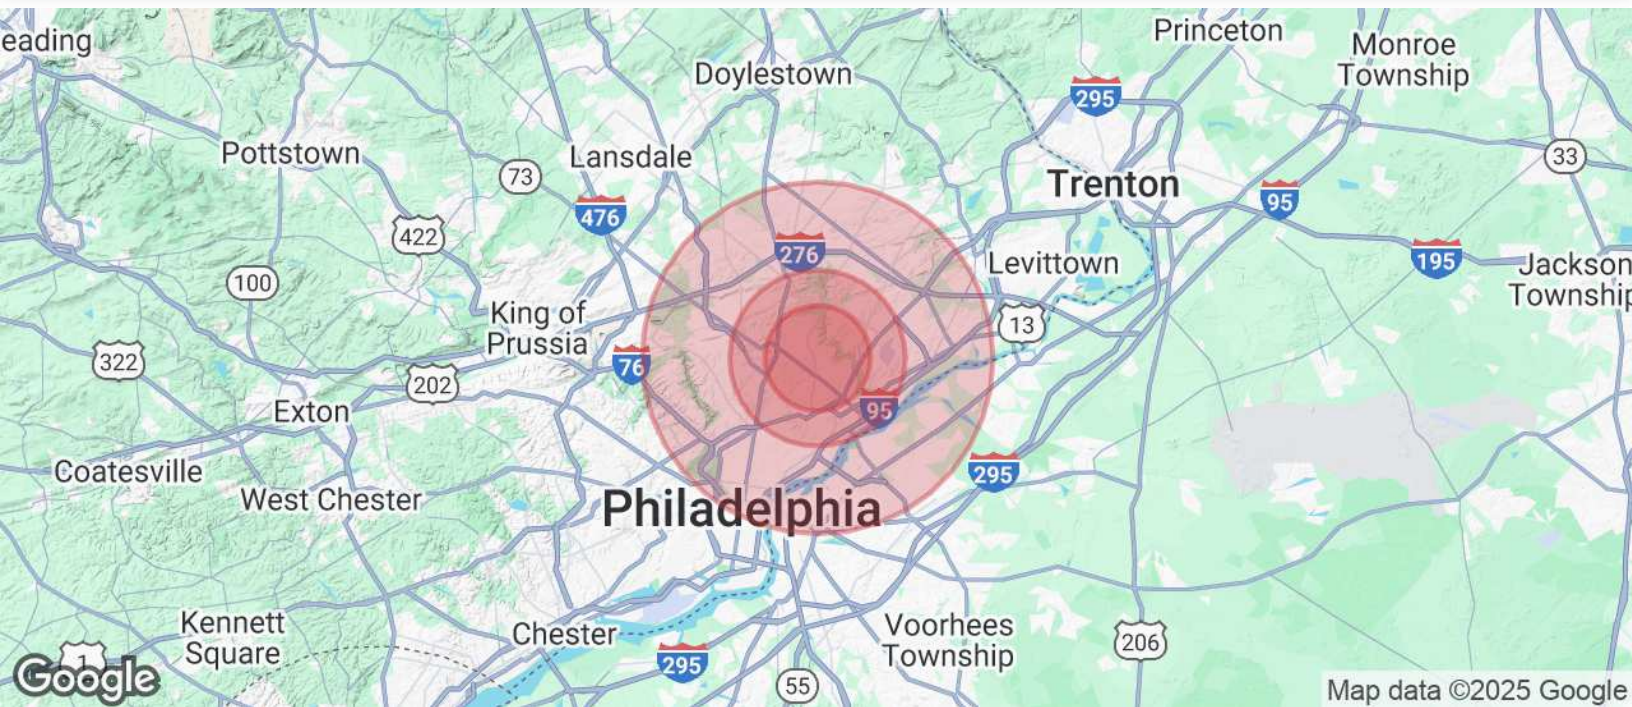 eading
Princeton
Monroe
Township
Doylestown
295
Pottstown
Lansdale
73
33
Trenton
476
95
422
276
195
100
Levittown
Jackson
Township
King of
Prussia
13
322
76
202
Exton
95
Coatesville
West Chester
295
Philadelphia
Kennett
Square
Chester
Voorhees
Township
206
1
Google
295
55
Map data ©2025 Google